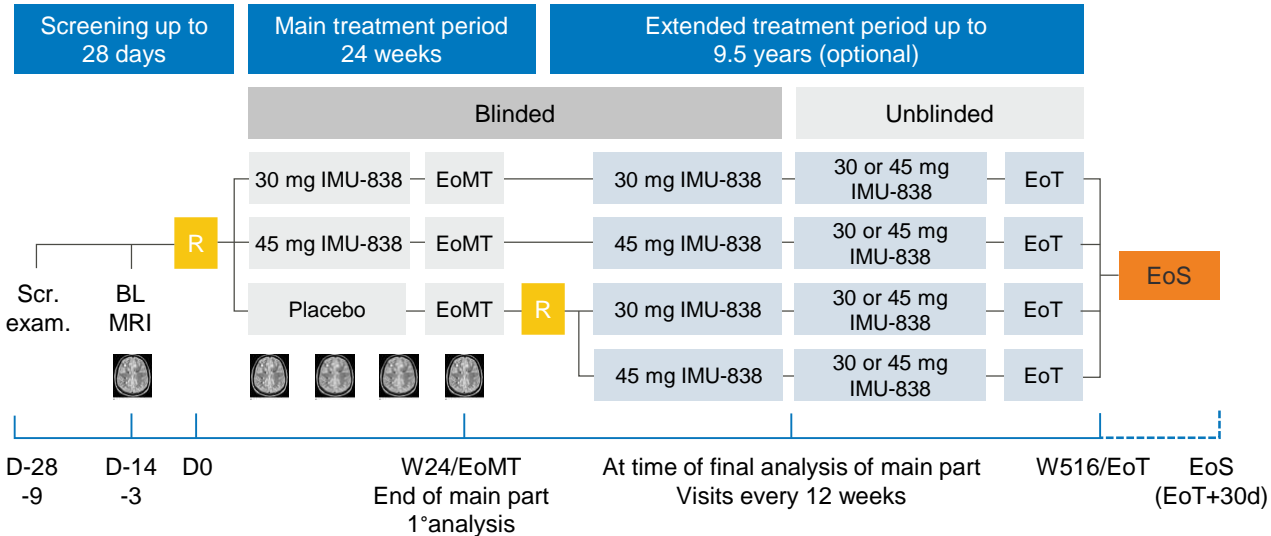 Screening up to
28 days
Main treatment period
24 weeks
Extended treatment period up to
9.5 years (optional)
Blinded
Unblinded
30 mg IMU-838
EoMT
30 mg IMU-838
30 or 45 mg
IMU-838
EoT
R
45 mg IMU-838
EoMT
45 mg IMU-838
30 or 45 mg
IMU-838
EoT
EoS
Scr.
exam.
BL
MRI
Placebo
EoMT
R
30 mg IMU-838
30 or 45 mg
IMU-838
EoT
45 mg IMU-838
30 or 45 mg
IMU-838
EoT
D-28
-9
D-14
-3
D0
W24/EoMT
End of main part
1°analysis
At time of final analysis of main part
Visits every 12 weeks
W516/EoT
EoS
(EoT+30d)